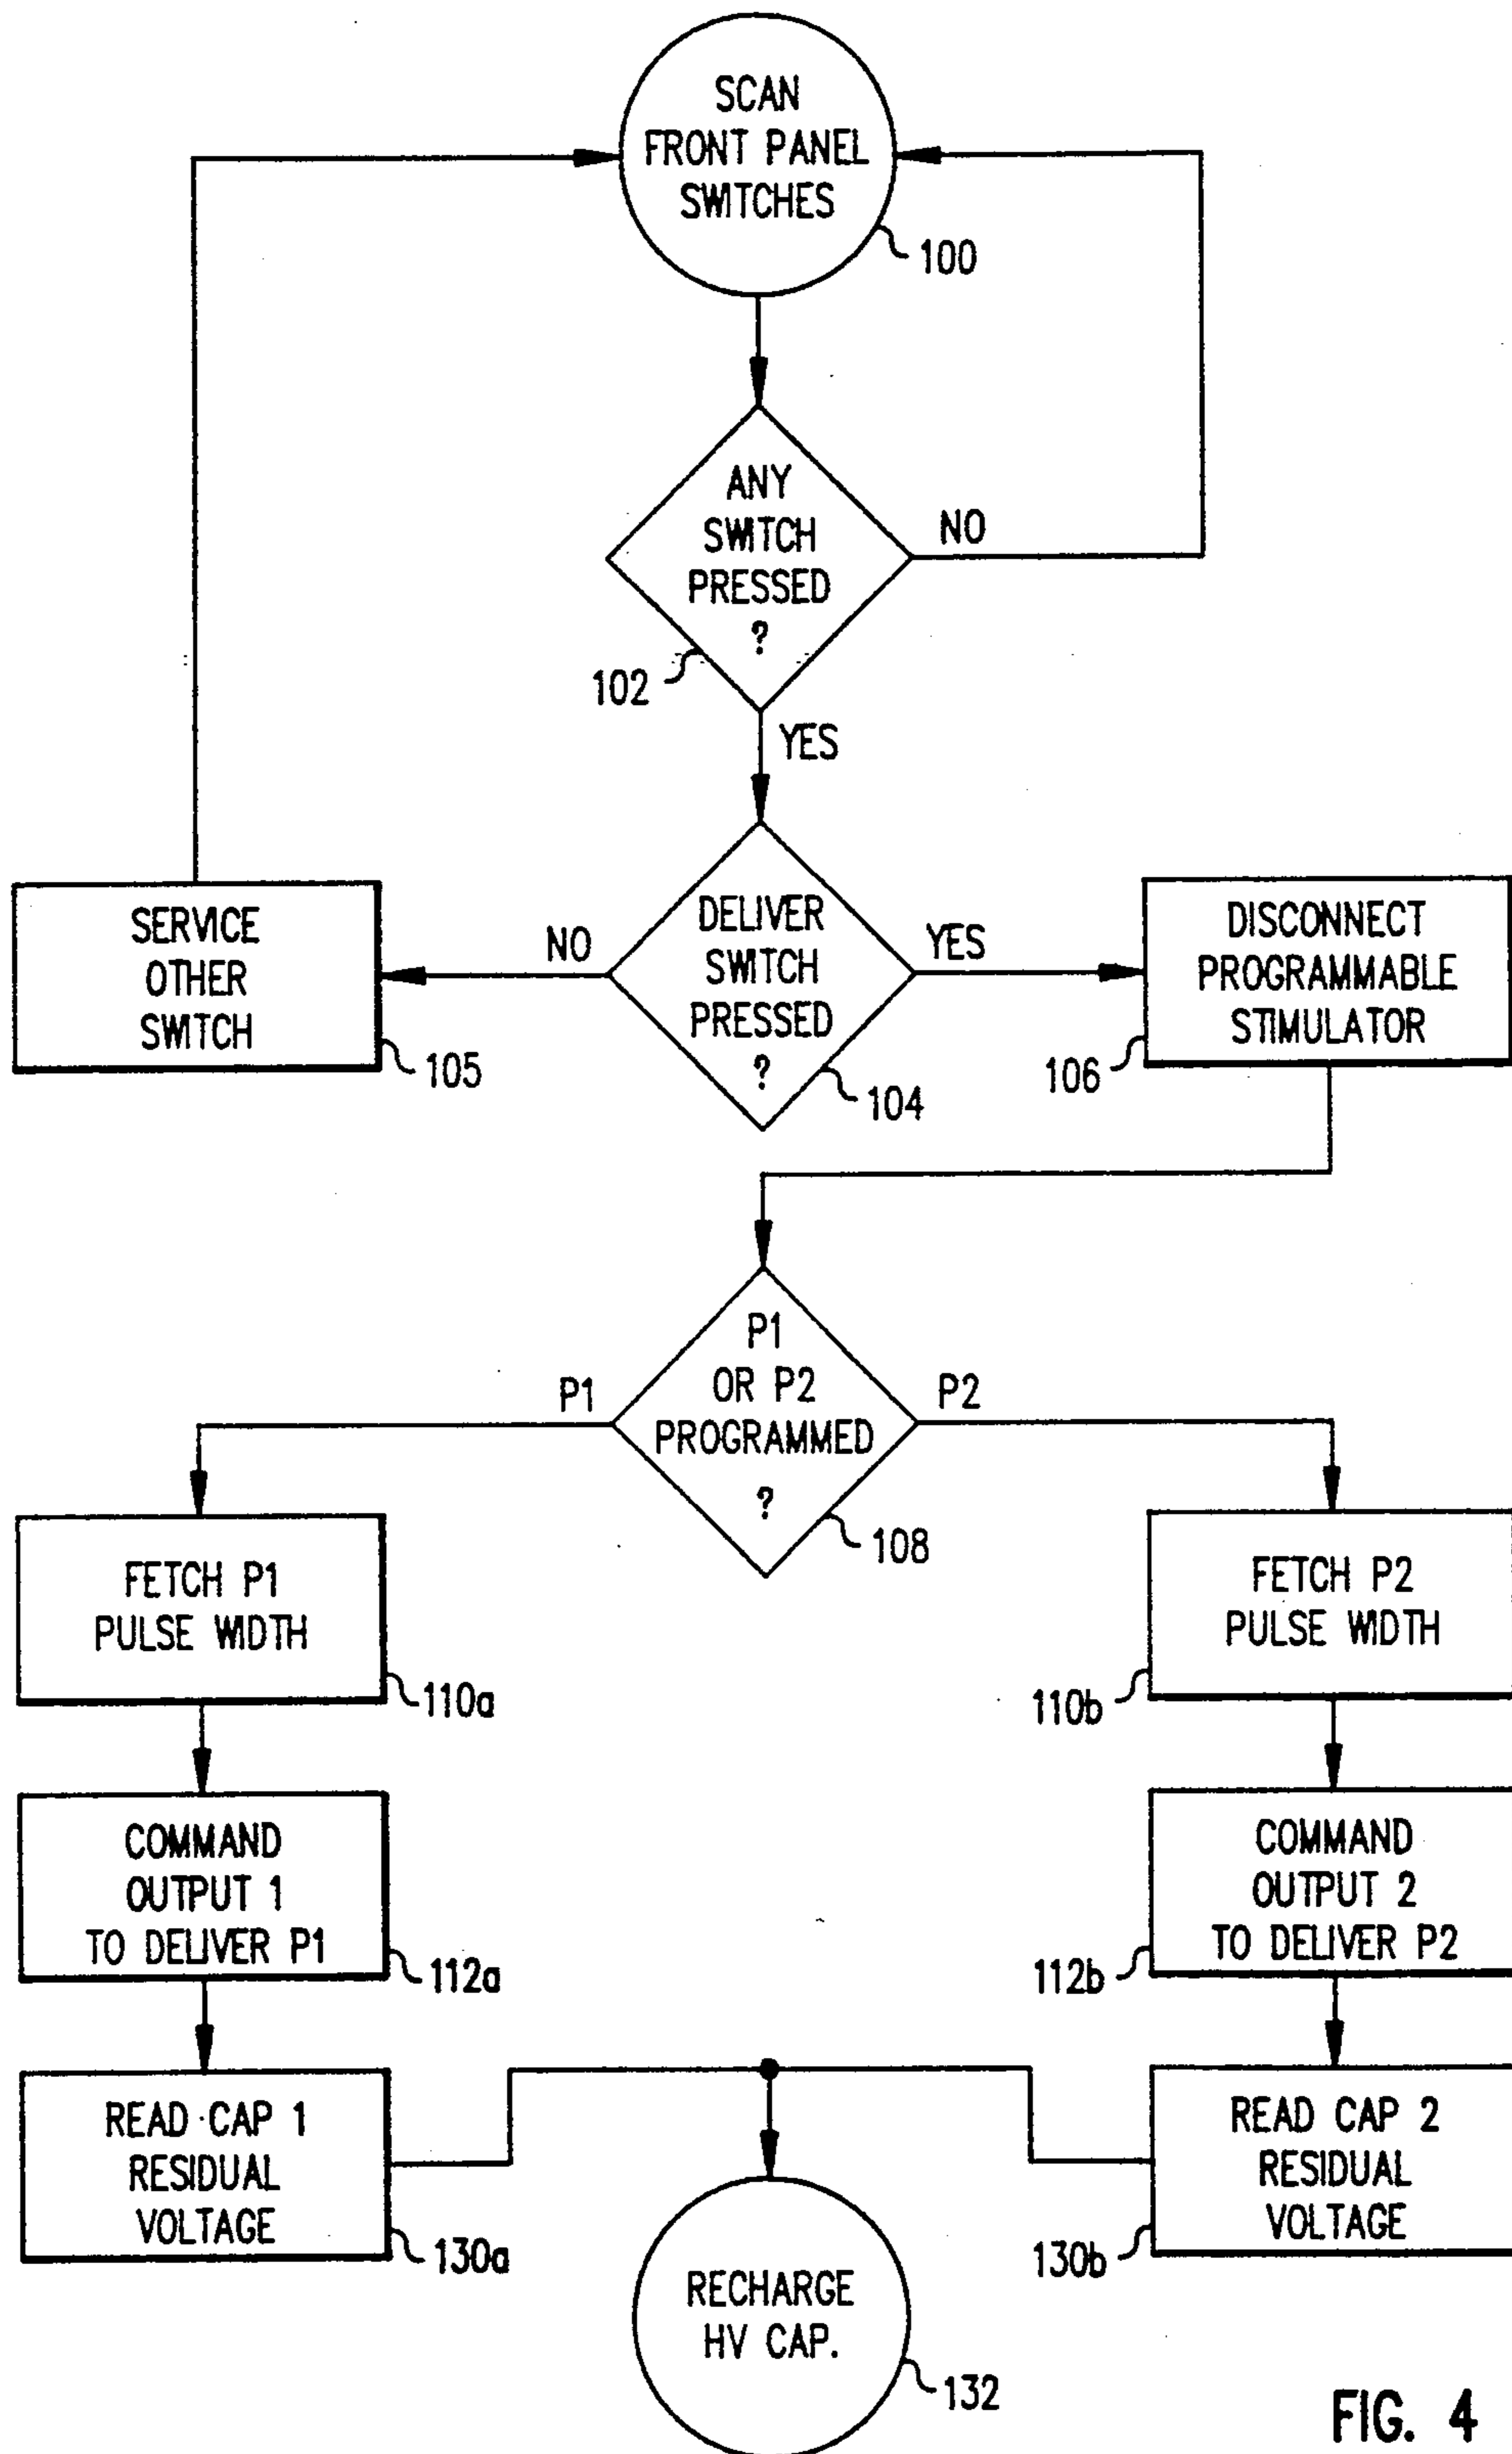 SCAN
FRONT PANEL
SWITCHES
100
ANY
SWITCH
PRESSED
?
NO
102
YES
DELIVER
SWITCH
PRESSED
?
NO
YES
104
SERVICE
OTHER
SWITCH
105
DISCONNECT
PROGRAMMABLE
STIMULATOR
106
P1
OR P2
PROGRAMMED
?
P1
P2
108
FETCH P1
PULSE WIDTH
110a
FETCH P2
PULSE WIDTH
110b
COMMAND
OUTPUT 1
TO DELIVER P1
112a
COMMAND
OUTPUT 2
TO DELIVER P2
112b
READ CAP 1
RESIDUAL
VOLTAGE
130a
READ CAP 2
RESIDUAL
VOLTAGE
130b
RECHARGE
HV CAP.
132
FIG. 4